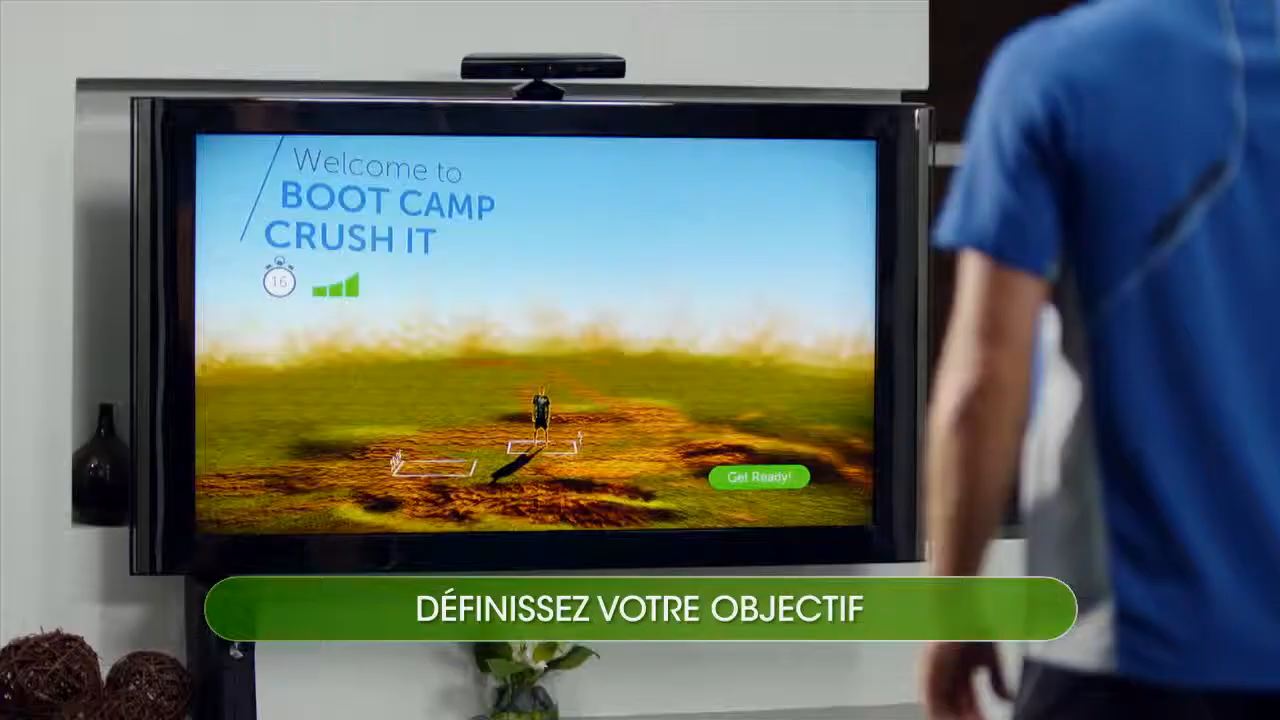 Welcome to
BOOT CAMP
CRUSH IT
16
Get Ready!
DÉFINISSEZ VOTRE OBJECTIF